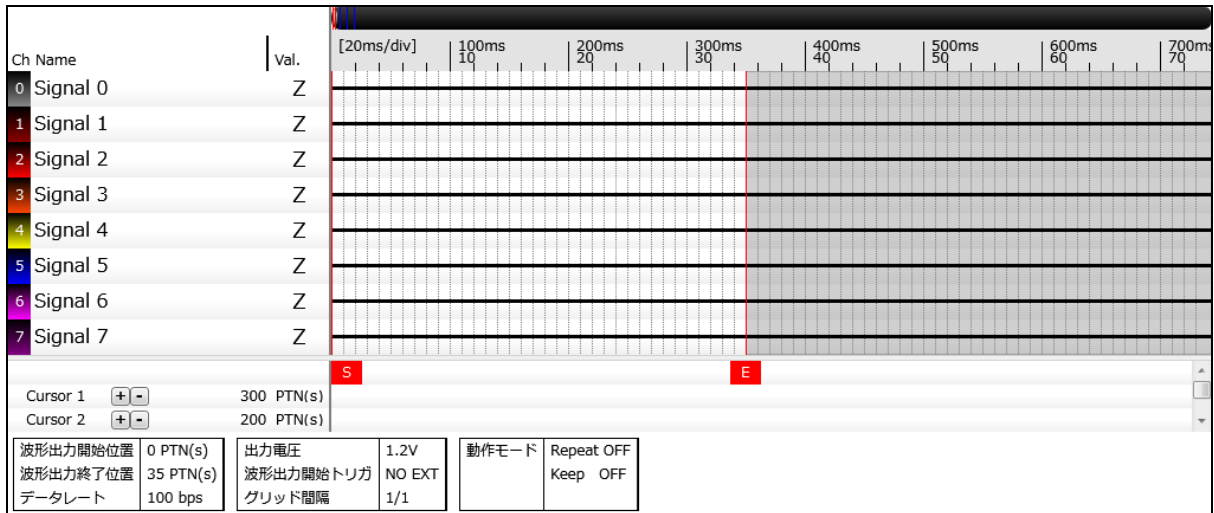 Ch Name Val. [20ms/div] 100ms 200ms 300ms 400ms 500ms 600ms 700ms
10 20 30 40 50 60 70
0 Signal 0 Z
1 Signal 1 Z
2 Signal 2 Z
3 Signal 3 Z
4 Signal 4 Z
5 Signal 5 Z
6 Signal 6 Z
7 Signal 7 Z
S E
Cursor 1 + - 300 PTN(s)
Cursor 2 + - 200 PTN(s)
波形出力開始位置 0 PTN(s) 出力電圧 1.2V 動作モード Repeat OFF
波形出力終了位置 35 PTN(s) 波形出力開始トリガ NO EXT Keep OFF
データレート 100 bps グリッド間隔 1/1